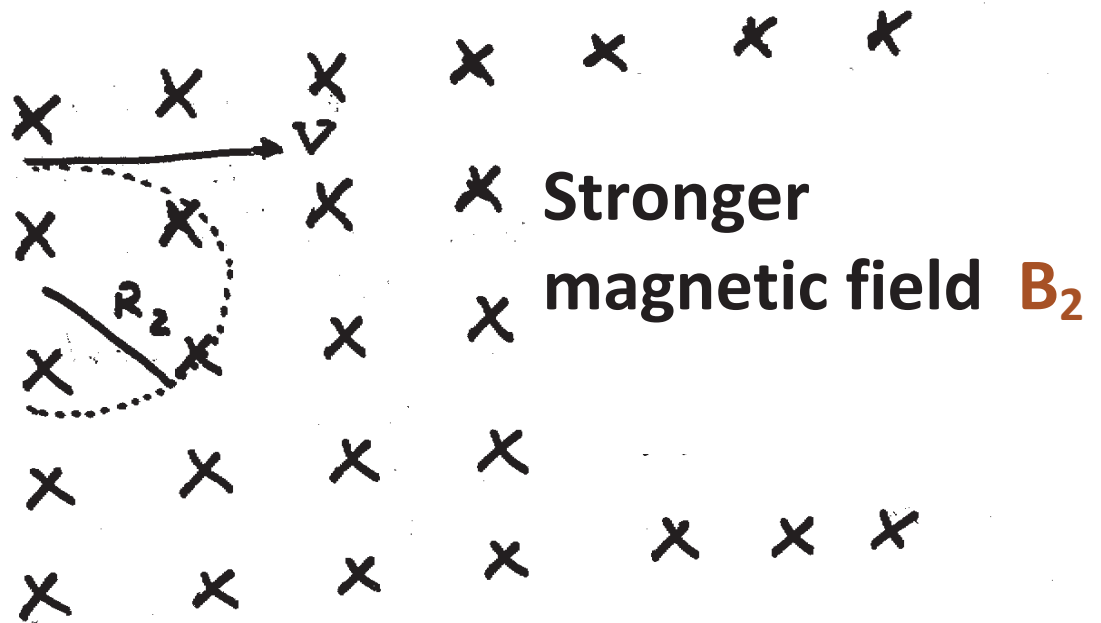 V
Stronger
magnetic field B₂
R₂